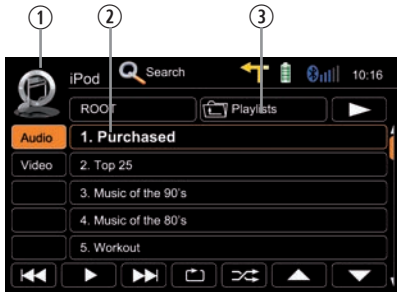 1 2 3
iPod Search 10:16
ROOT Playlists
Audio 1. Purchased
Video 2. Top 25
3. Music of the 90's
4. Music of the 80's
5. Workout